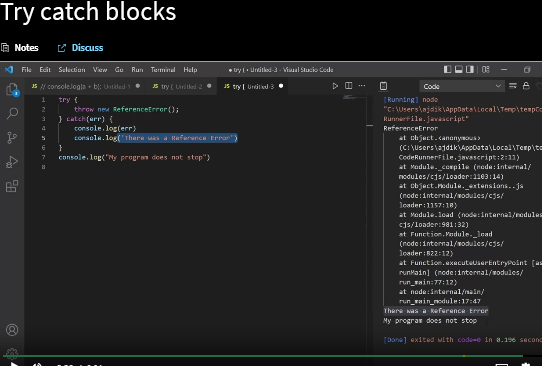 Try catch blocks
Notes
Discuss
File Edit Selection View Go Run Terminal Help
● try { • Untitled-3 - Visual Studio Code
JS // console.log(a + b); Untitled-1 ●
JS try { Untitled-2 ●
JS try { Untitled-3 ●
Code
1 try {
2 throw new ReferenceError();
3 } catch(err) {
4 console.log(err)
5 console.log("There was a Reference Error")
6 }
7 console.log("My program does not stop")
8
[Running] node
"C:\Users\ajdik\AppData\Local\Temp\tempCo
RunnerFile.javascript"
ReferenceError
at Object.<anonymous>
(C:\Users\ajdik\AppData\Local\Temp\te
CodeRunnerFile.javascript:2:11)
at Module._compile (node:internal/
modules/cjs/loader:1103:14)
at Object.Module._extensions..js
(node:internal/modules/cjs/
loader:1157:10)
at Module.load (node:internal/modules
cjs/loader:981:32)
at Function.Module._load
(node:internal/modules/cjs/
loader:822:12)
at Function.executeUserEntryPoint [as
runMain] (node:internal/modules/
run_main:77:12)
at node:internal/main/
run_main_module:17:47
There was a Reference Error
My program does not stop
[Done] exited with code=0 in 0.196 second